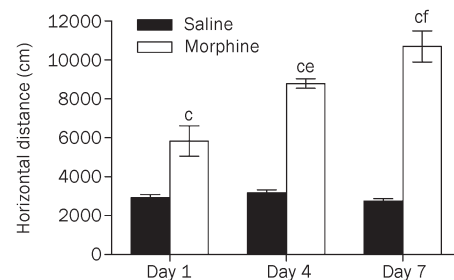 12000
10000
8000
6000
4000
2000
0
Horizontal distance (cm)
Saline
Morphine
c
ce
cf
Day 1
Day 4
Day 7